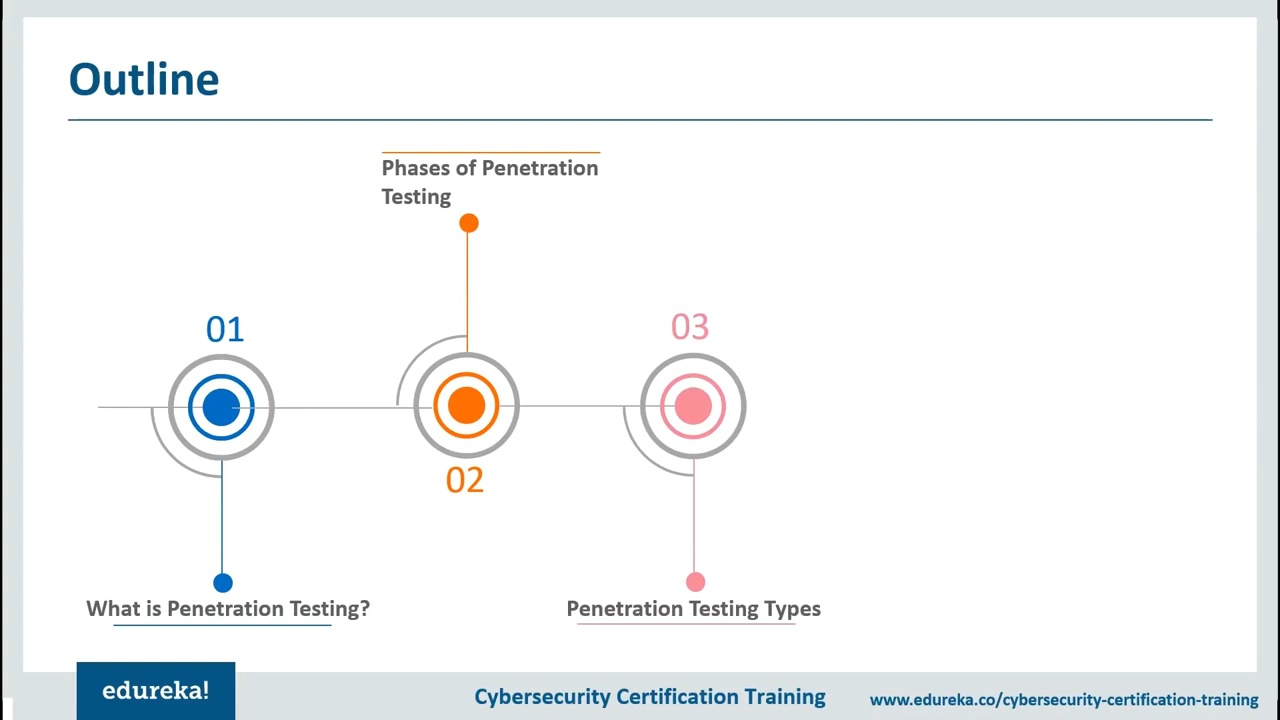 Outline
Phases of Penetration
Testing
01
03
02
What is Penetration Testing?
Penetration Testing Types
edureka!
Cybersecurity Certification Training
www.edureka.co/cybersecurity-certification-training